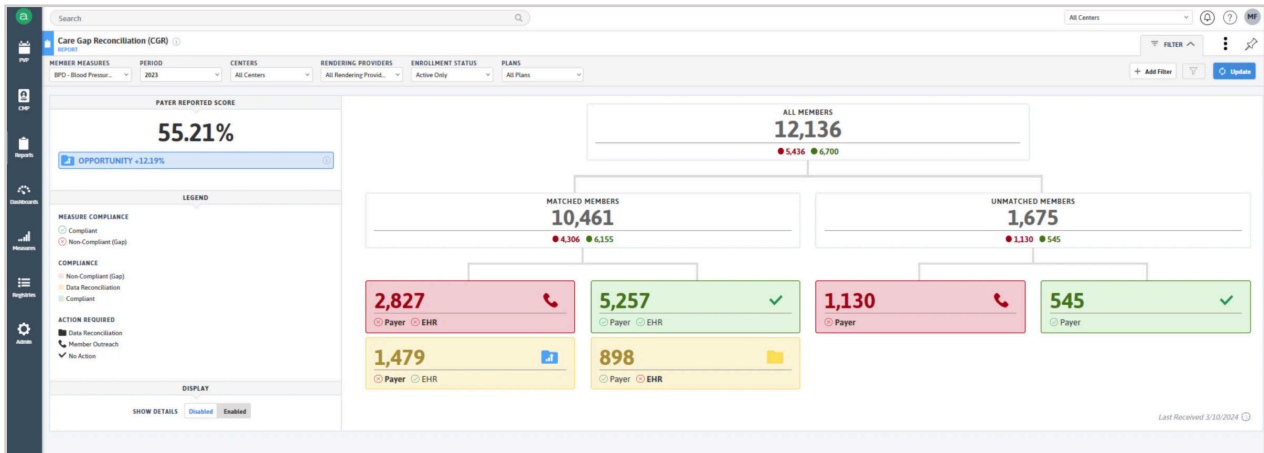 a
Search
All Centers
?
MF
PVP
CMP
Reports
Dashboards
Measures
Registries
Admin
Care Gap Reconciliation (CGR)
REPORT
FILTER
MEMBER MEASURES
BPD - Blood Pressur...
PERIOD
2023
CENTERS
All Centers
RENDERING PROVIDERS
All Rendering Provid...
ENROLLMENT STATUS
Active Only
PLANS
All Plans
+ Add Filter
Update
PAYER REPORTED SCORE
55.21%
OPPORTUNITY +12.19%
LEGEND
MEASURE COMPLIANCE
Compliant
Non-Compliant (Gap)
COMPLIANCE
Non-Compliant (Gap)
Data Reconciliation
Compliant
ACTION REQUIRED
Data Reconciliation
Member Outreach
No Action
DISPLAY
SHOW DETAILS Disabled Enabled
ALL MEMBERS
12,136
5,436 6,700
MATCHED MEMBERS
10,461
4,306 6,155
UNMATCHED MEMBERS
1,675
1,130 545
2,827
Payer EHR
5,257
Payer EHR
1,130
Payer
545
Payer
1,479
Payer EHR
898
Payer EHR
Last Received 3/10/2024